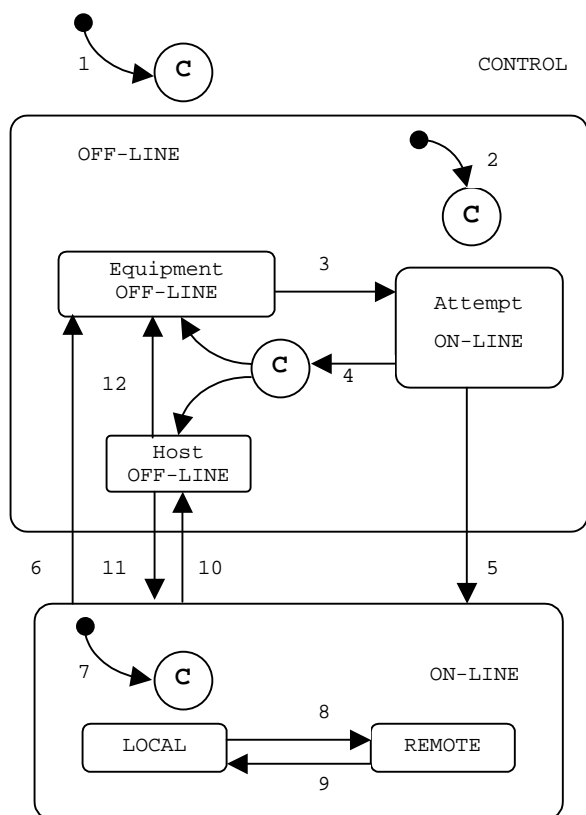 1
C
CONTROL
OFF-LINE
2
C
Equipment
OFF-LINE
3
Attempt
ON-LINE
C
4
12
Host
OFF-LINE
6
11
10
5
7
C
ON-LINE
8
LOCAL
REMOTE
9